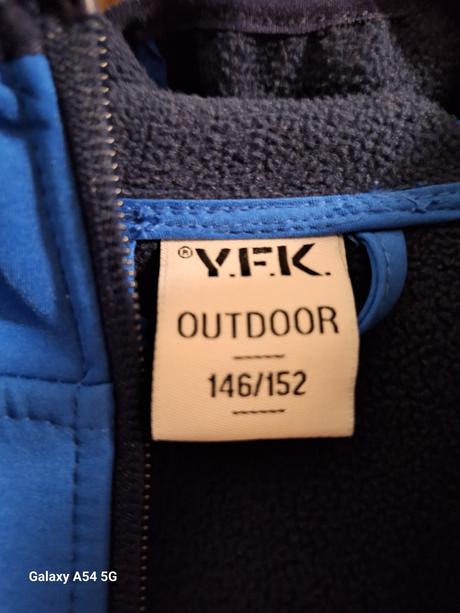 ® Y.F.K.
OUTDOOR
146/152
Galaxy A54 5G